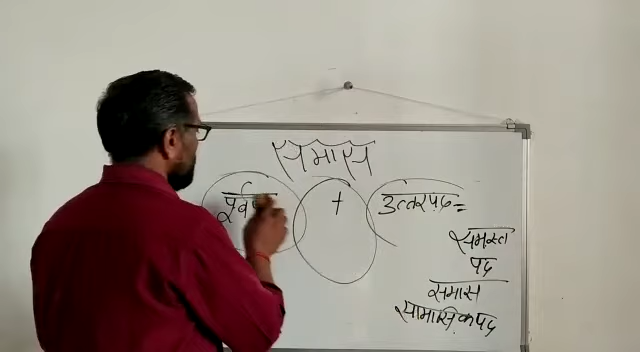 समास
पूर्व + उत्तरपद =
समस्त
पद
समास
सामासिकपद